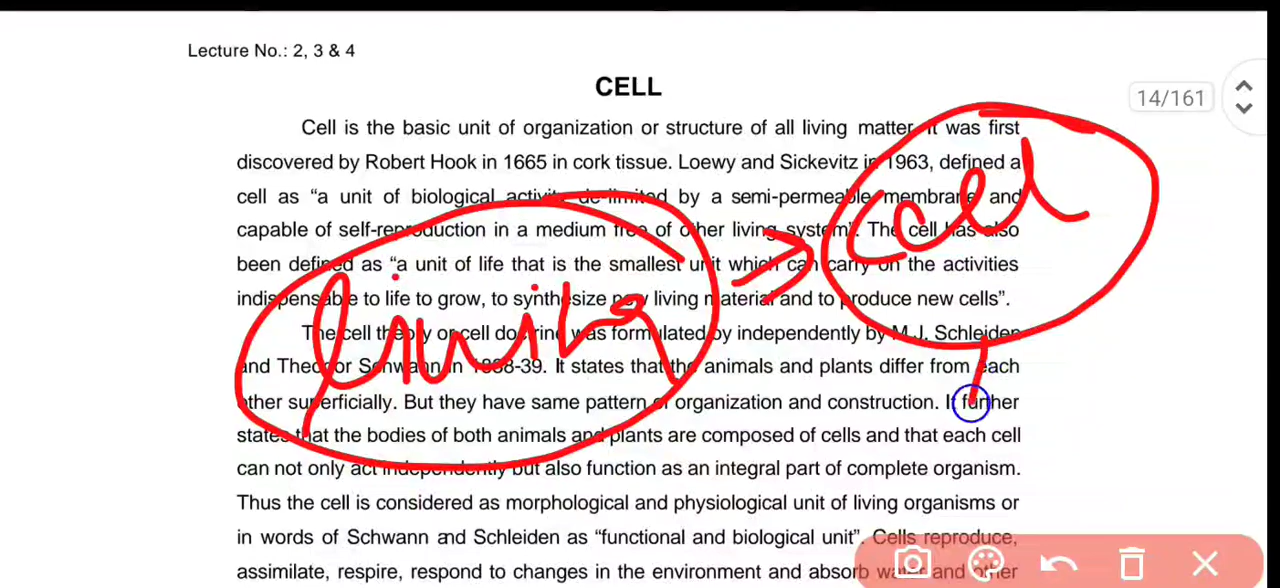 Lecture No.: 2, 3 & 4
CELL
14/161
Cell is the basic unit of organization or structure of all living matter. It was first
discovered by Robert Hook in 1665 in cork tissue. Loewy and Sickevitz in 1963, defined a
cell as “a unit of biological activity de-limited by a semi-permeable membrane and
capable of self-reproduction in a medium free of other living system”. The cell has also
been defined as “a unit of life that is the smallest unit which can carry on the activities
indispensable to life to grow, to synthesize new living material and to produce new cells”.
The cell theory or cell doctrine was formulated by independently by M.J. Schleiden
and Theodor Schwann in 1838-39. It states that the animals and plants differ from each
other superficially. But they have same pattern of organization and construction. It further
states that the bodies of both animals and plants are composed of cells and that each cell
can not only act independently but also function as an integral part of complete organism.
Thus the cell is considered as morphological and physiological unit of living organisms or
in words of Schwann and Schleiden as “functional and biological unit”. Cells reproduce,
assimilate, respire, respond to changes in the environment and absorb water and other
living → cell